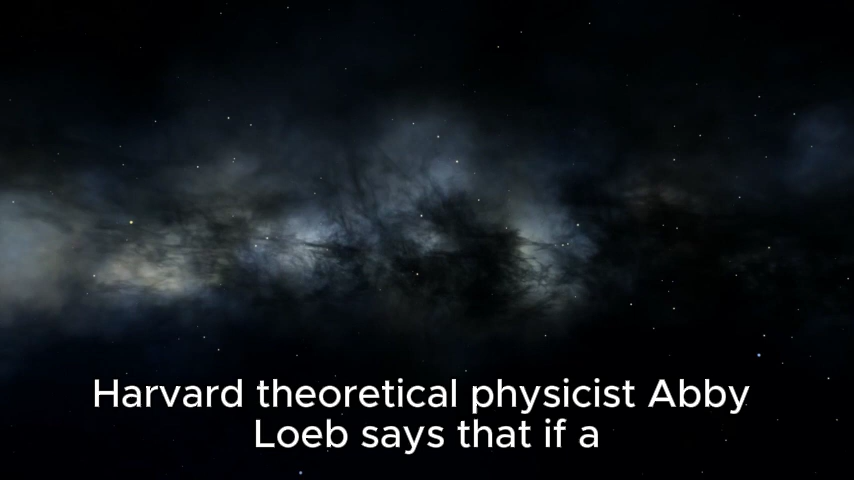 Harvard theoretical physicist Abby
Loeb says that if a